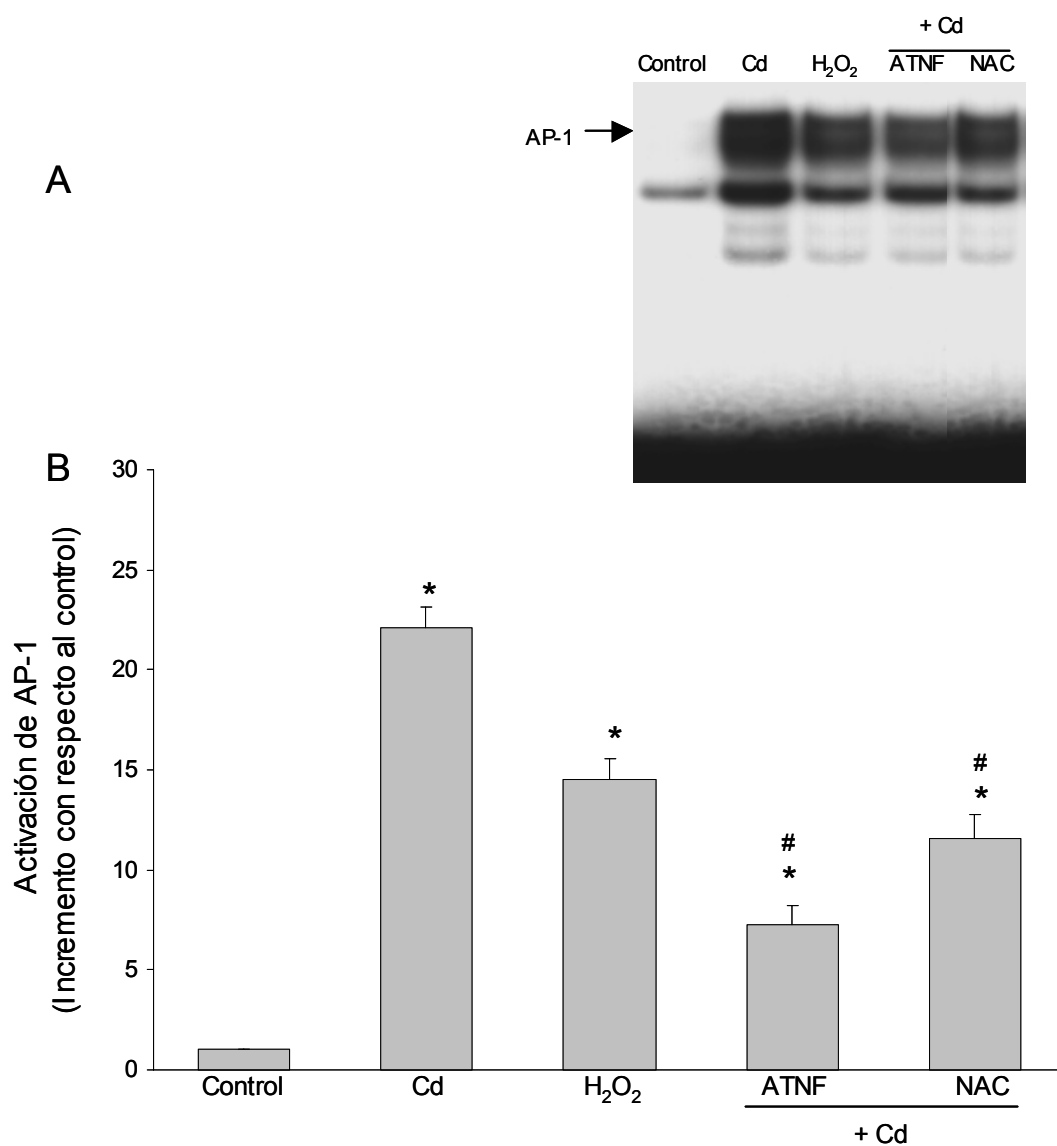 + Cd
Control Cd H₂O₂ ATNF NAC
AP-1
A
B
Activación de AP-1
(Incremento con respecto al control)
30
25
20
15
10
5
0
*
*
#
*
#
*
Control Cd H₂O₂ ATNF NAC
+ Cd